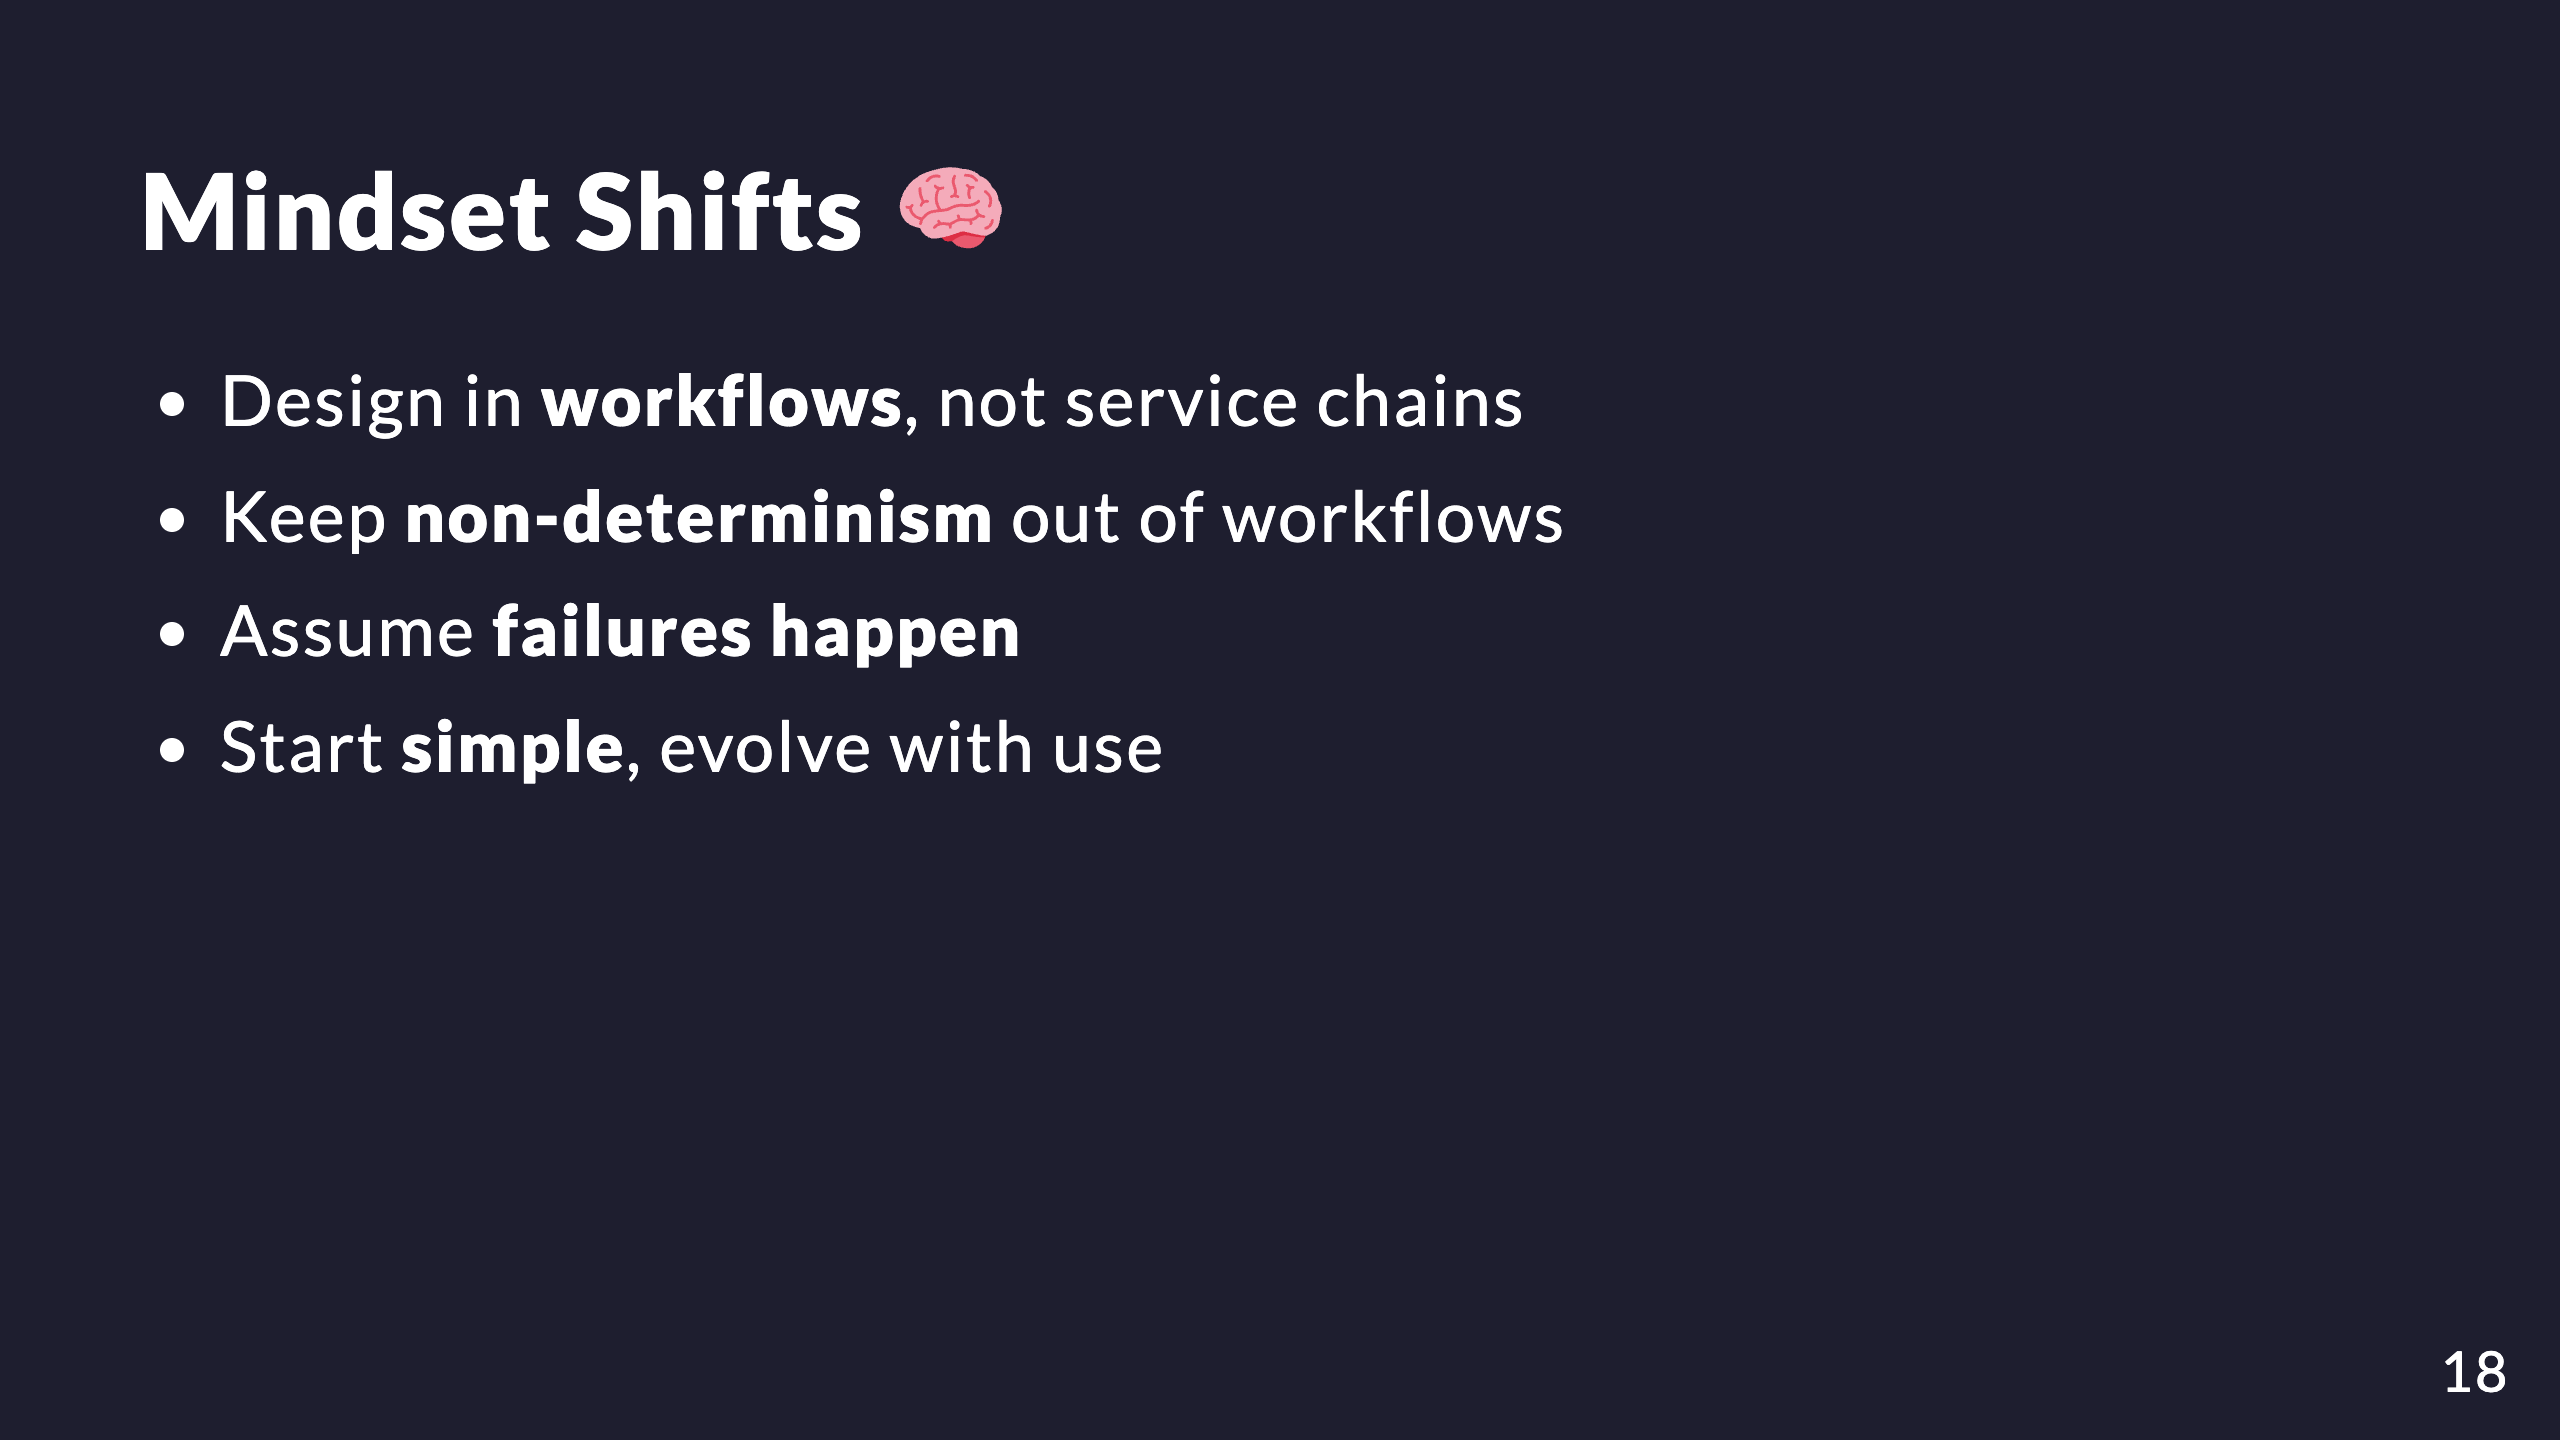 Mindset Shifts 🧠
• Design in workflows, not service chains
• Keep non-determinism out of workflows
• Assume failures happen
• Start simple, evolve with use
18